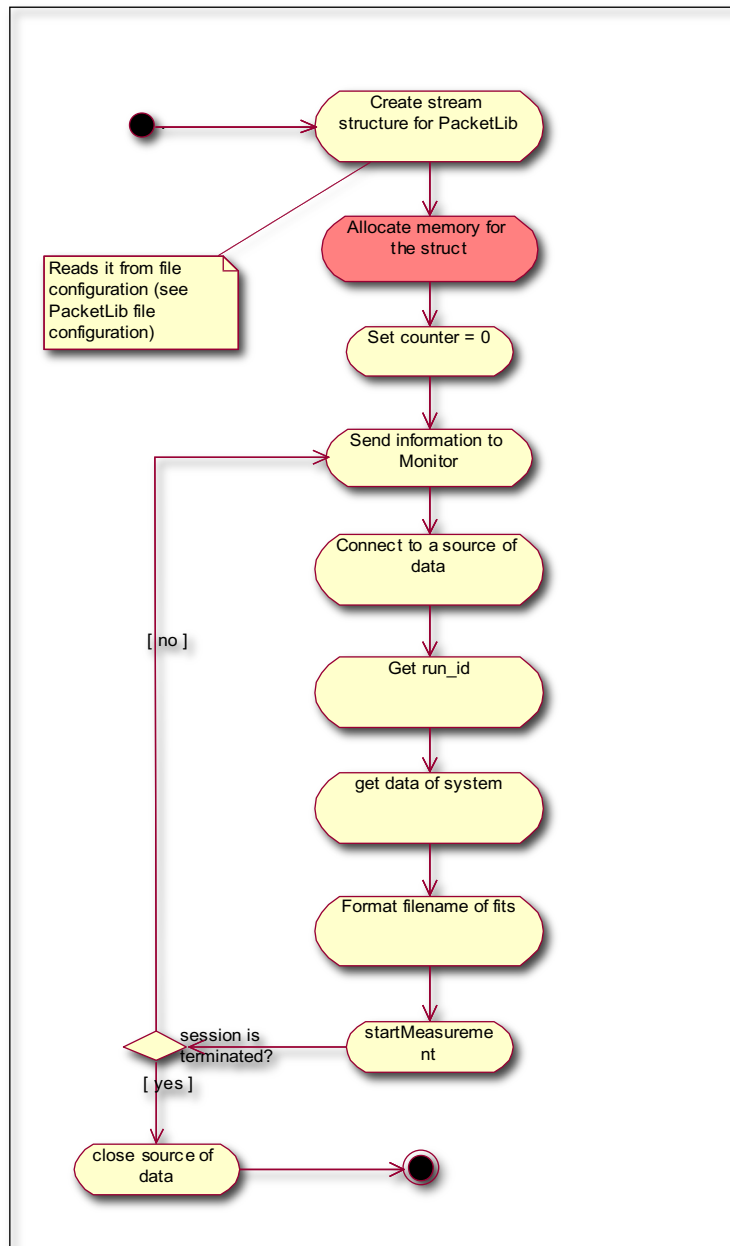 Create stream
structure for PacketLib
Allocate memory for
the struct
Reads it from file
configuration (see
PacketLib file
configuration)
Set counter = 0
Send information to
Monitor
Connect to a source of
data
[ no ]
Get run_id
get data of system
Format filename of fits
startMeasureme
nt
session is
terminated?
[ yes ]
close source of
data